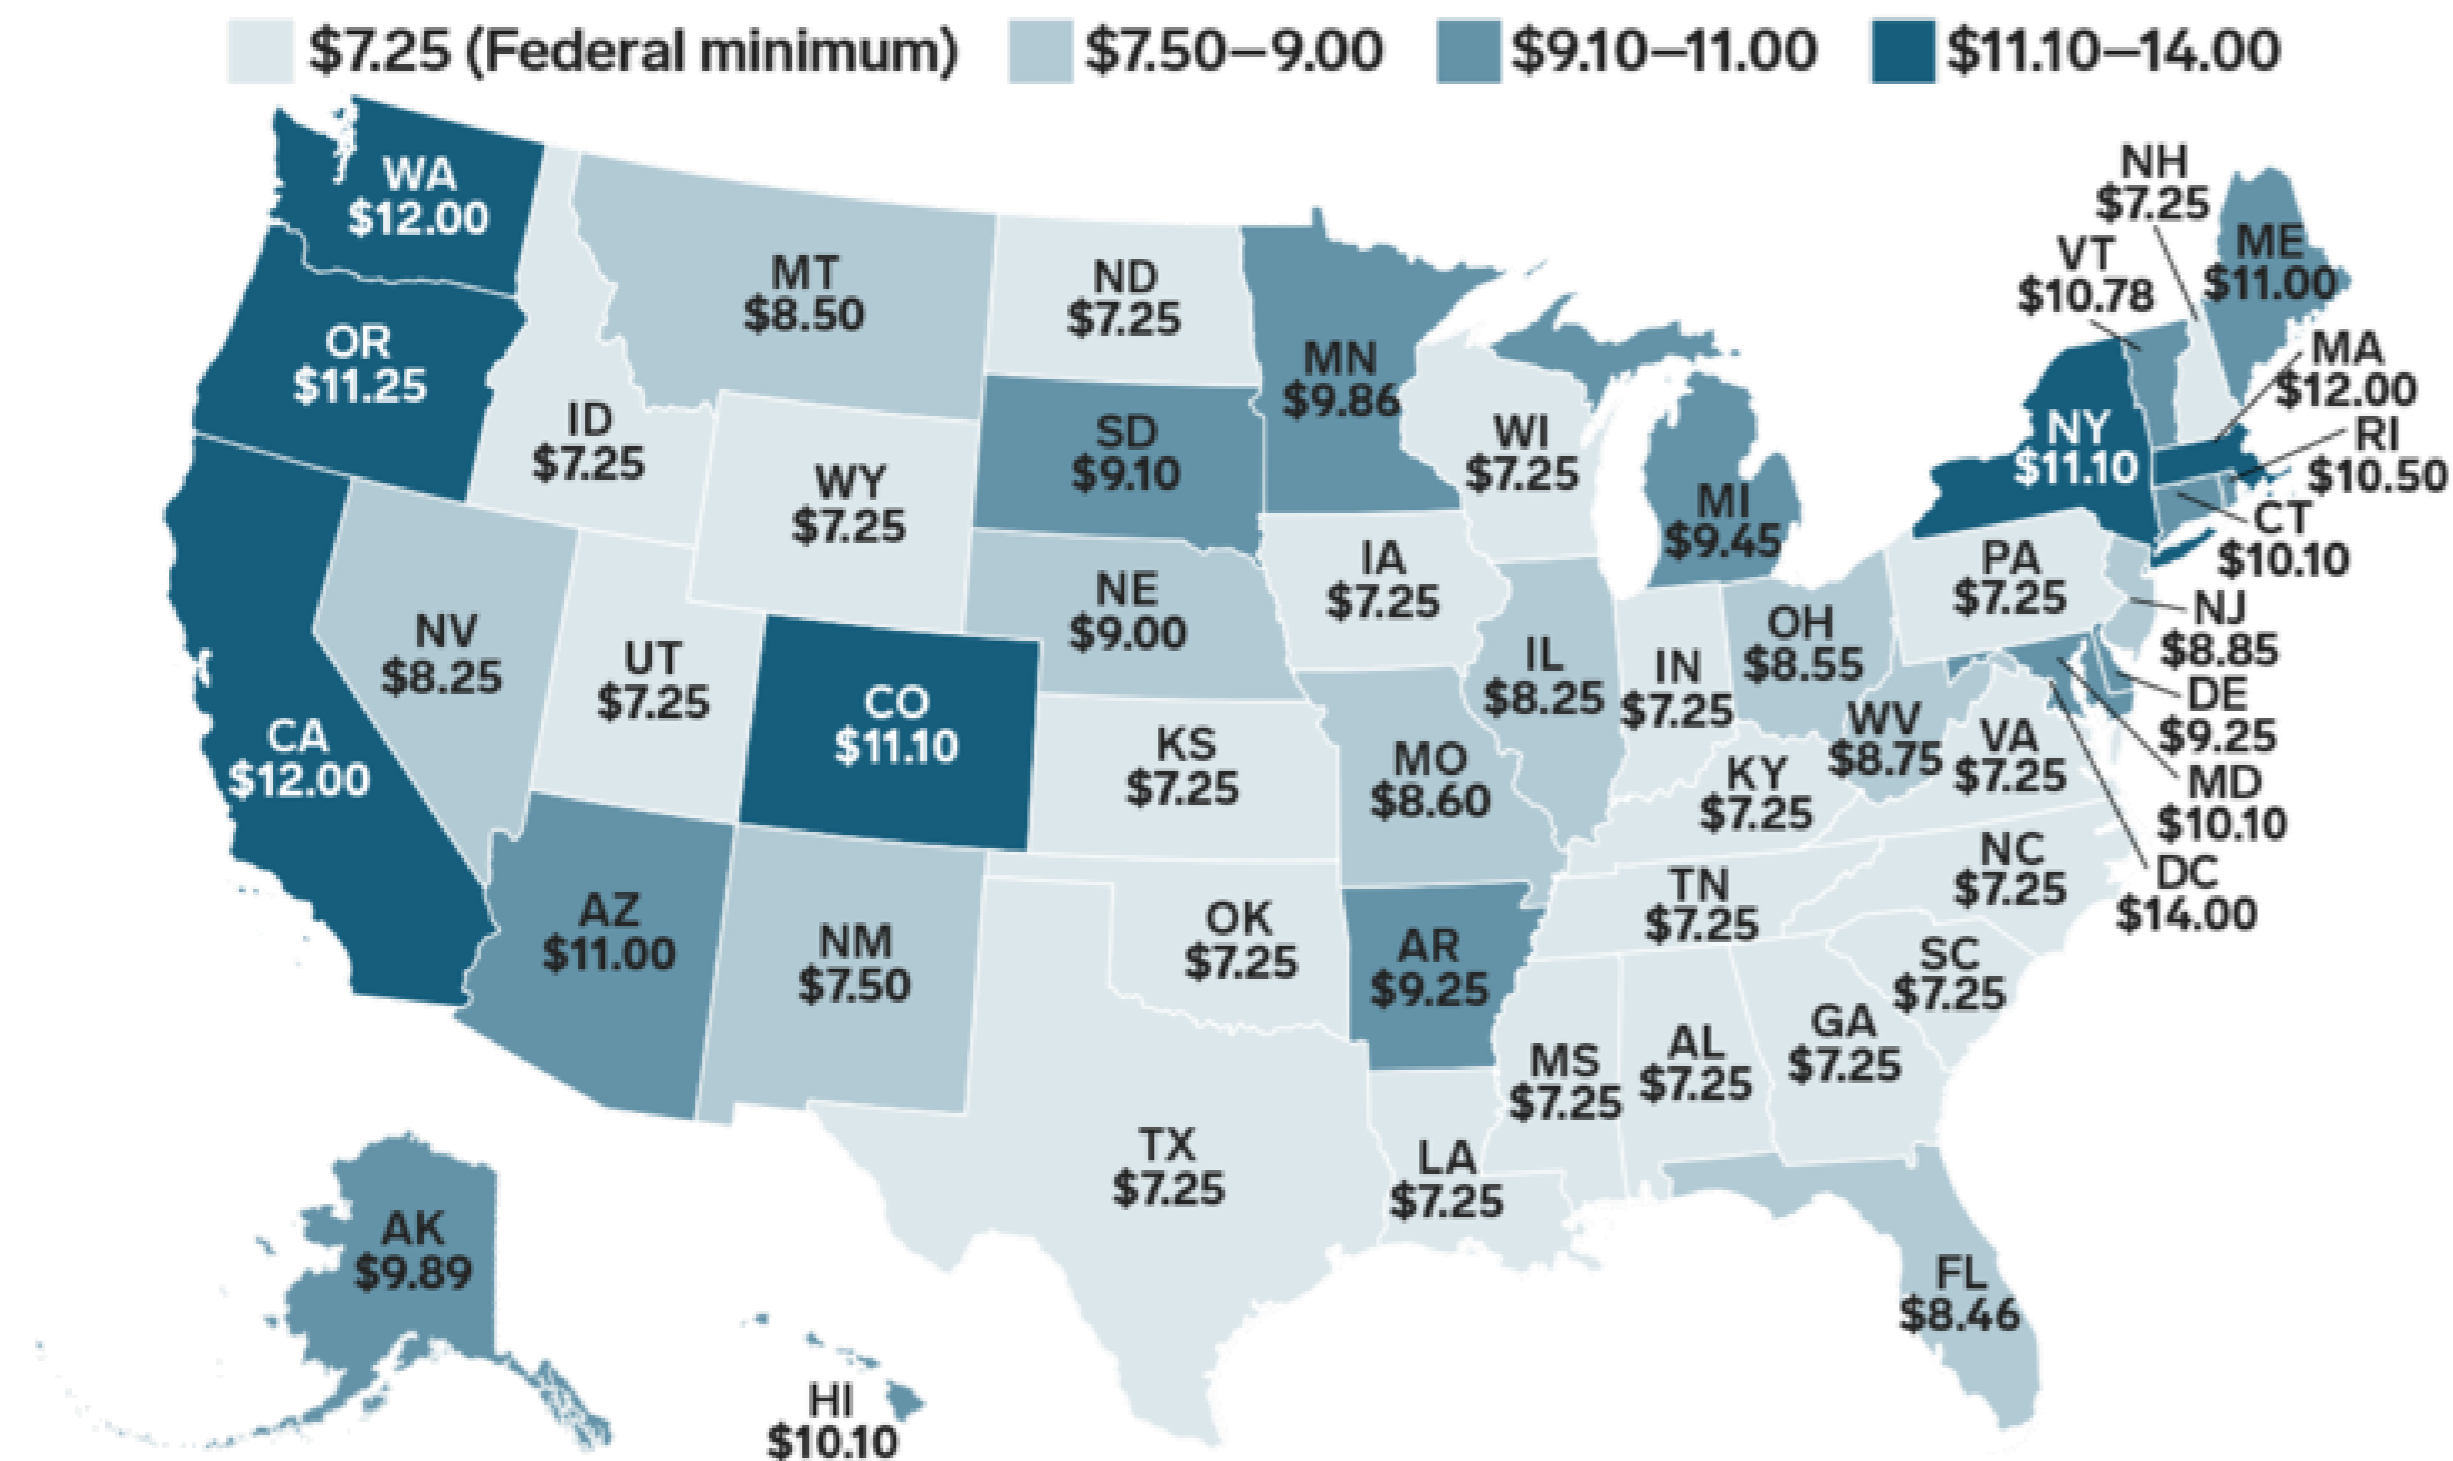 $7.25 (Federal minimum) $7.50–9.00 $9.10–11.00 $11.10–14.00
WA
$12.00
OR
$11.25
CA
$12.00
NV
$8.25
ID
$7.25
MT
$8.50
WY
$7.25
UT
$7.25
CO
$11.10
AZ
$11.00
NM
$7.50
ND
$7.25
SD
$9.10
NE
$9.00
KS
$7.25
OK
$7.25
TX
$7.25
MN
$9.86
IA
$7.25
MO
$8.60
AR
$9.25
LA
$7.25
WI
$7.25
IL
$8.25
MI
$9.45
IN
$7.25
OH
$8.55
KY
$7.25
TN
$7.25
MS
$7.25
AL
$7.25
GA
$7.25
FL
$8.46
SC
$7.25
NC
$7.25
VA
$7.25
WV
$8.75
PA
$7.25
NY
$11.10
VT
$10.78
NH
$7.25
ME
$11.00
MA
$12.00
RI
$10.50
CT
$10.10
NJ
$8.85
DE
$9.25
MD
$10.10
DC
$14.00
AK
$9.89
HI
$10.10